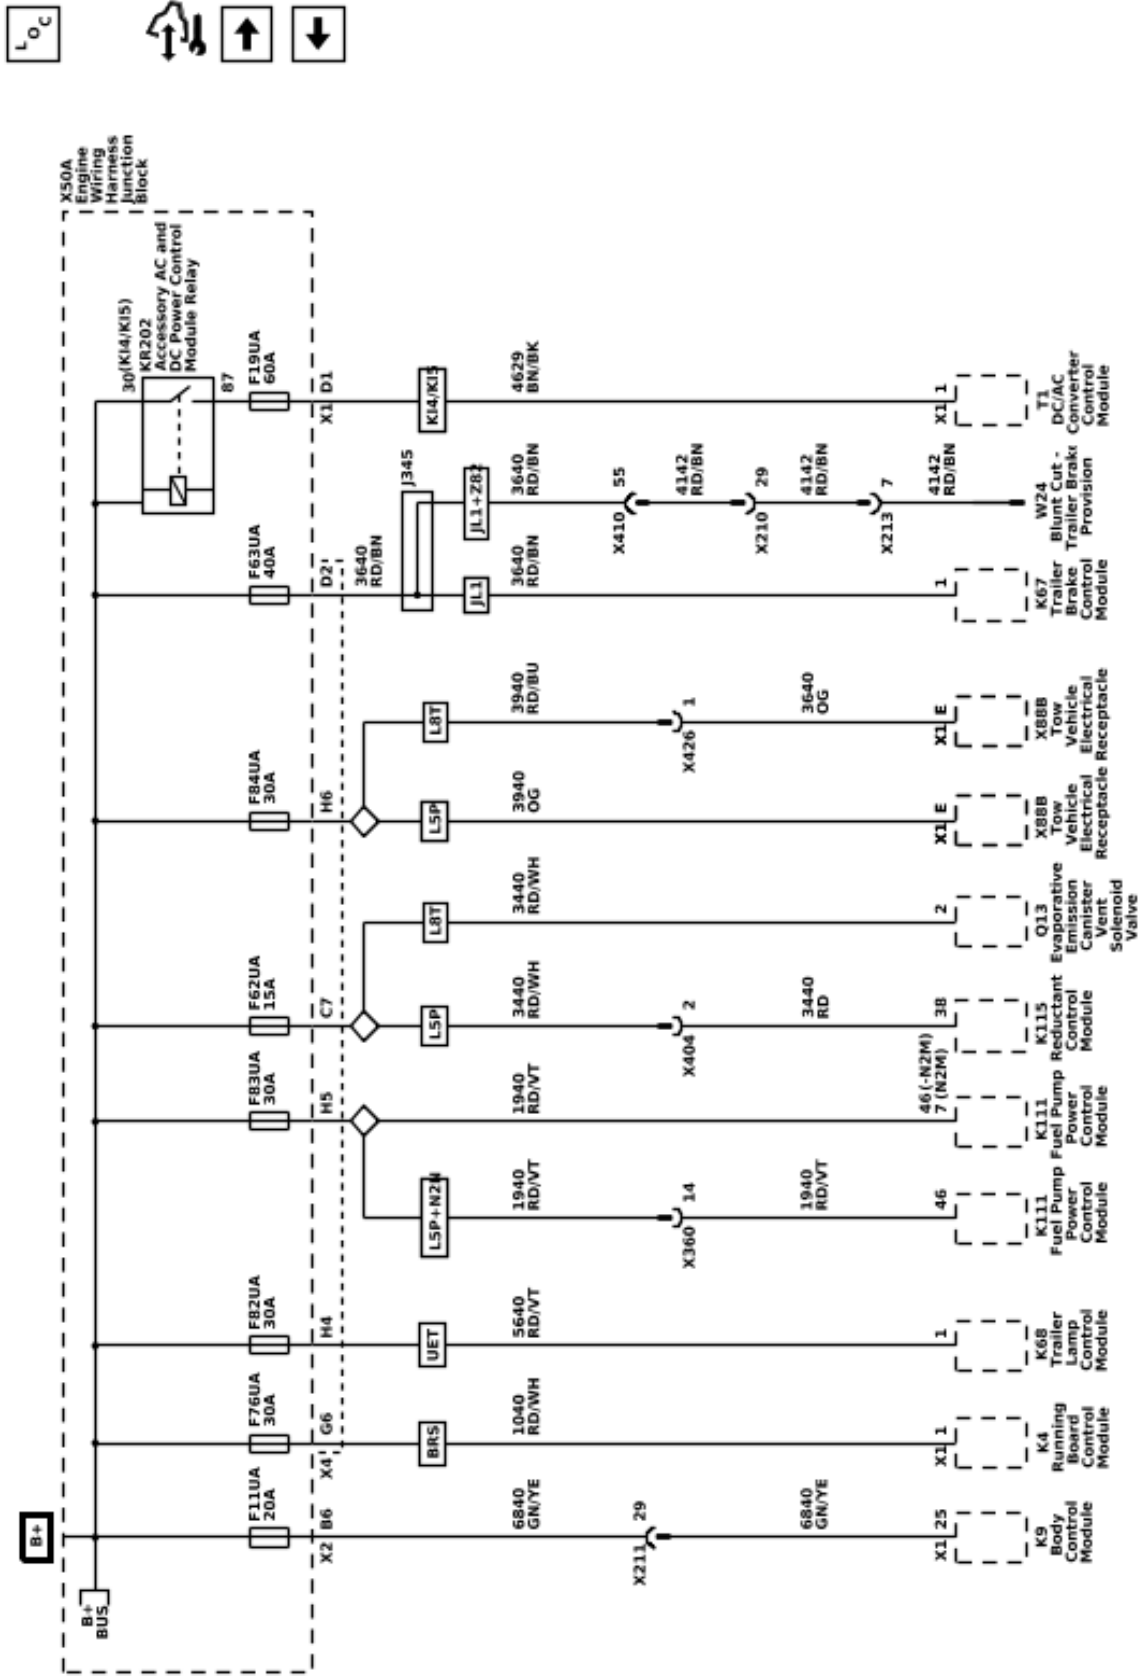 LOC
B+
B+
BUS
X50A
Engine
Wiring
Harness
Junction
Block
30(KI4/KI5)
KR202
Accessory AC and
DC Power Control
Module Relay
87
F11UA
20A
F76UA
30A
F82UA
30A
F83UA
30A
F62UA
15A
F84UA
30A
F63UA
40A
F19UA
60A
X2 B6
X4 G6
H4
H5
C7
H6
D2
X1 D1
3640
RD/BN
J345
BRS
UET
L5P+N2N
L5P
L8T
L5P
L8T
JL1
JL1+Z82
KI4/KI5
6840
GN/YE
1040
RD/WH
5640
RD/VT
1940
RD/VT
1940
RD/VT
3440
RD/WH
3440
RD/WH
3940
OG
3940
RD/BU
3640
RD/BN
3640
RD/BN
4629
BN/BK
X211 29
X360 14
X404 2
X426 1
X410 55
4142
RD/BN
X210 29
4142
RD/BN
X213 7
4142
RD/BN
6840
GN/YE
1940
RD/VT
3440
RD
3640
OG
X1 25
X1 1
1
46
46(-N2M)
7 (N2M)
38
2
X1 E
X1 E
1
X1 1
K9
Body
Control
Module
K4
Running
Board
Control
Module
K68
Trailer
Lamp
Control
Module
K111
Fuel Pump
Power
Control
Module
K111
Fuel Pump
Power
Control
Module
K115
Reductant
Control
Module
Q13
Evaporative
Emission
Canister
Vent
Solenoid
Valve
X88B
Tow
Vehicle
Electrical
Receptacle
X88B
Tow
Vehicle
Electrical
Receptacle
K67
Trailer
Brake
Control
Module
W24
Blunt Cut -
Trailer Brake
Provision
T1
DC/AC
Converter
Control
Module